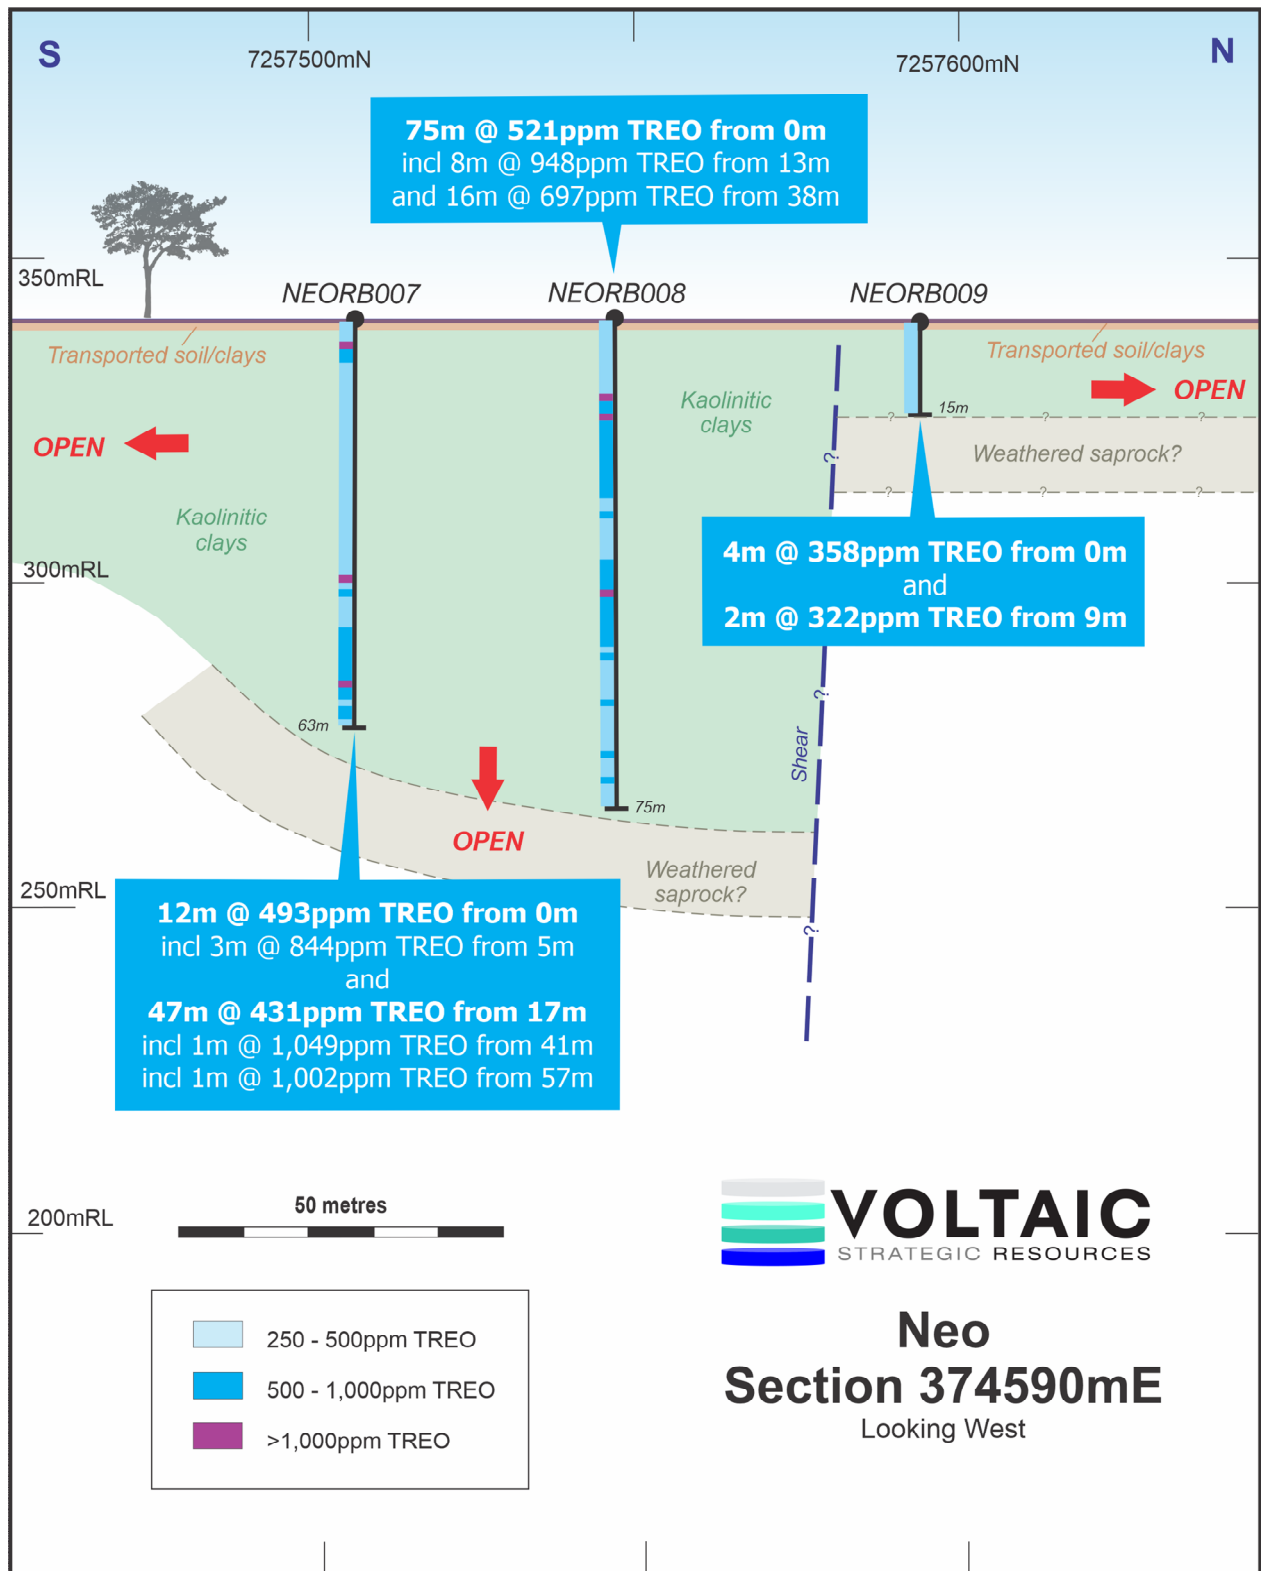 S
N
7257500mN
7257600mN
75m @ 521ppm TREO from 0m
incl 8m @ 948ppm TREO from 13m
and 16m @ 697ppm TREO from 38m
350mRL
NEORB007
NEORB008
NEORB009
Transported soil/clays
Transported soil/clays
OPEN
15m
Kaolinitic
clays
OPEN
? ? ?
Weathered saprock?
?
? ? ?
Kaolinitic
clays
4m @ 358ppm TREO from 0m
and
2m @ 322ppm TREO from 9m
300mRL
?
63m
Shear
75m
OPEN
Weathered
saprock?
250mRL
?
12m @ 493ppm TREO from 0m
incl 3m @ 844ppm TREO from 5m
and
47m @ 431ppm TREO from 17m
incl 1m @ 1,049ppm TREO from 41m
incl 1m @ 1,002ppm TREO from 57m
200mRL
50 metres
VOLTAIC
STRATEGIC RESOURCES
250 - 500ppm TREO
500 - 1,000ppm TREO
>1,000ppm TREO
Neo
Section 374590mE
Looking West